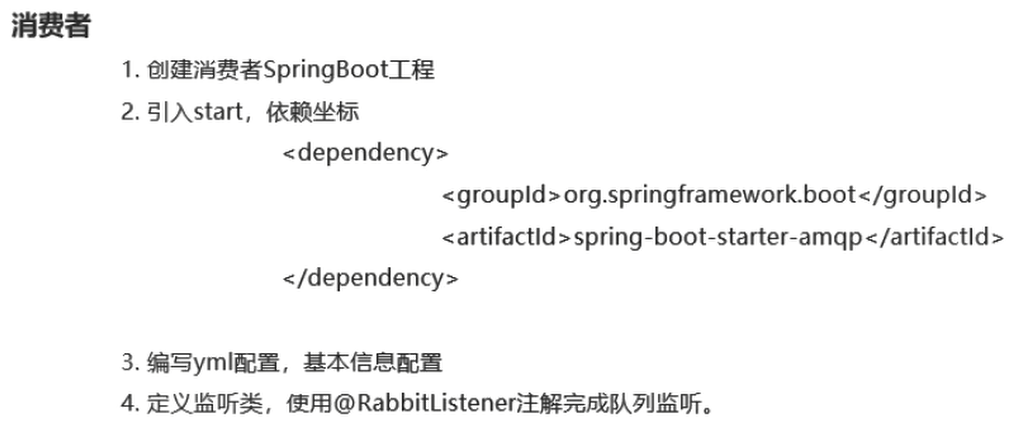 消费者
1. 创建消费者SpringBoot工程
2. 引入start，依赖坐标
<dependency>
<groupId>org.springframework.boot</groupId>
<artifactId>spring-boot-starter-amqp</artifactId>
</dependency>
3. 编写yml配置，基本信息配置
4. 定义监听类，使用@RabbitListener注解完成队列监听。